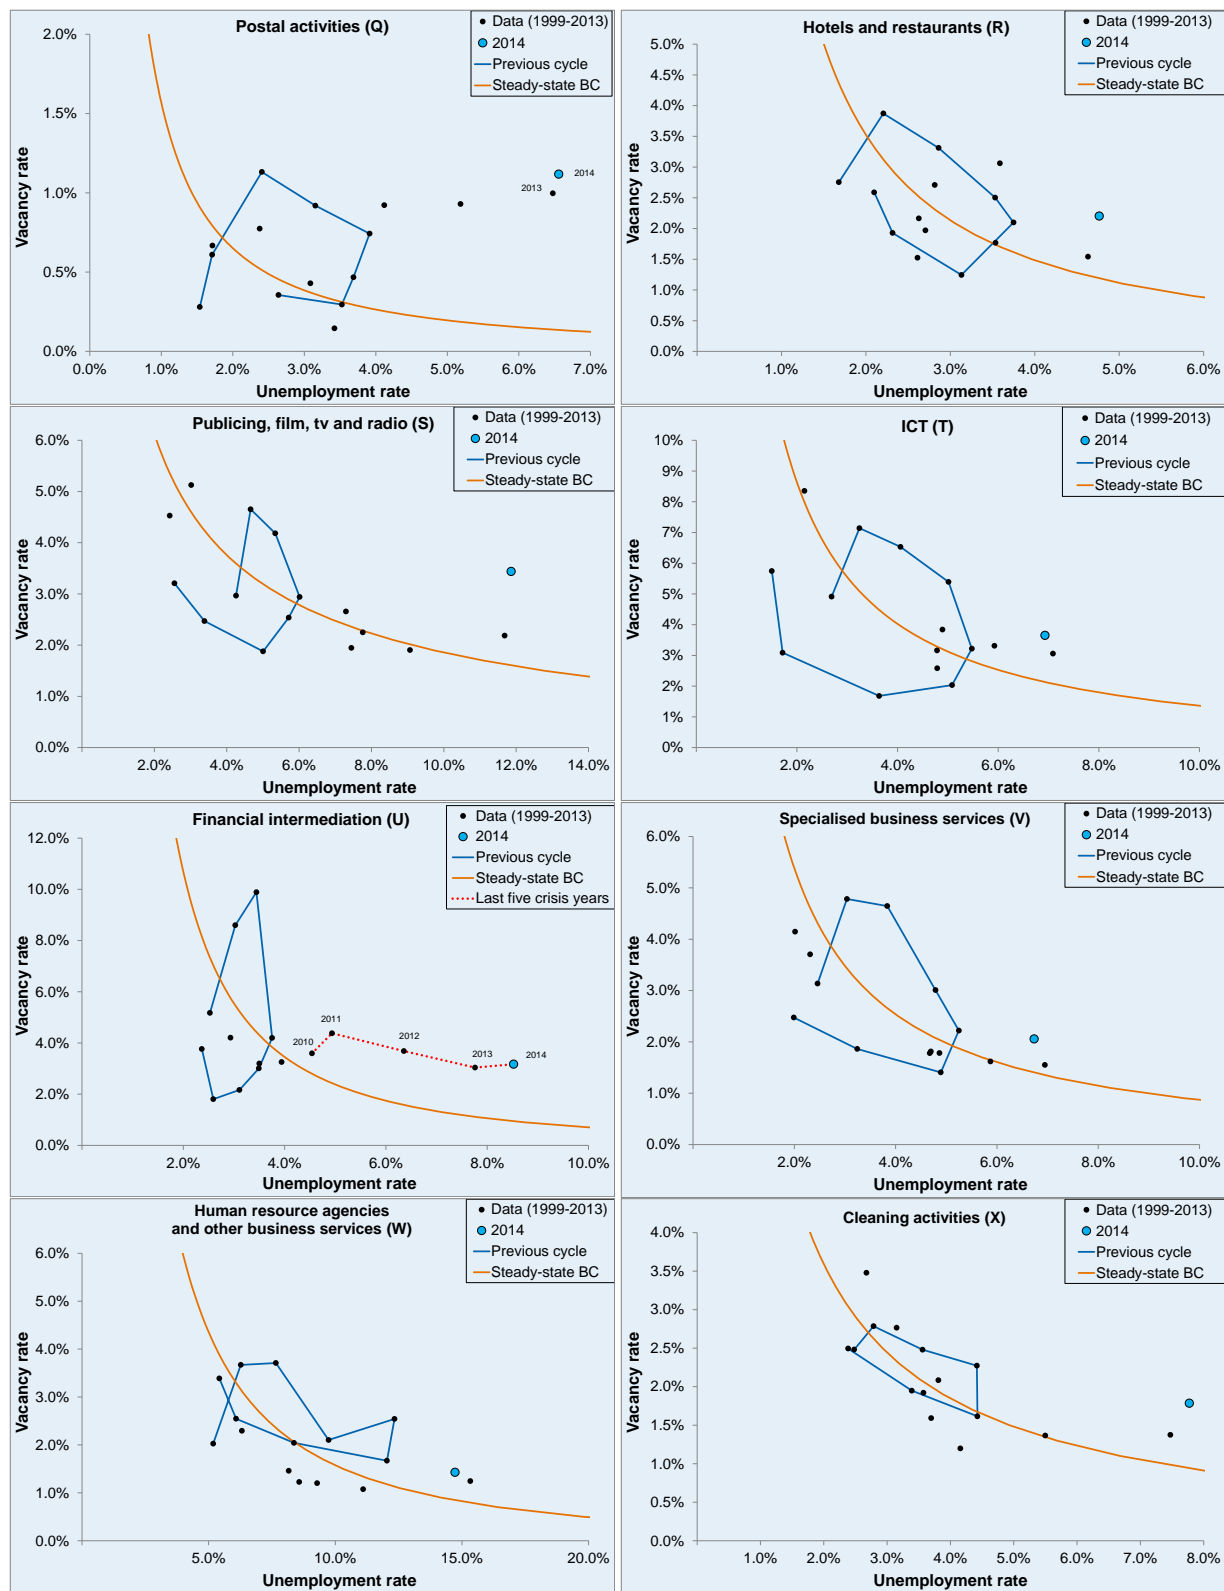 Postal activities (Q)
Data (1999-2013)
2014
Previous cycle
Steady-state BC
2.0%
1.5%
1.0%
0.5%
0.0%
Vacancy rate
2013
2014
0.0%
1.0%
2.0%
3.0%
4.0%
5.0%
6.0%
7.0%
Unemployment rate
Hotels and restaurants (R)
Data (1999-2013)
2014
Previous cycle
Steady-state BC
5.0%
4.5%
4.0%
3.5%
3.0%
2.5%
2.0%
1.5%
1.0%
0.5%
0.0%
Vacancy rate
1.0%
2.0%
3.0%
4.0%
5.0%
6.0%
Unemployment rate
Publicing, film, tv and radio (S)
Data (1999-2013)
2014
Previous cycle
Steady-state BC
6.0%
5.0%
4.0%
3.0%
2.0%
1.0%
0.0%
Vacancy rate
2.0%
4.0%
6.0%
8.0%
10.0%
12.0%
14.0%
Unemployment rate
ICT (T)
Data (1999-2013)
2014
Previous cycle
Steady-state BC
10%
9%
8%
7%
6%
5%
4%
3%
2%
1%
0%
Vacancy rate
2.0%
4.0%
6.0%
8.0%
10.0%
Unemployment rate
Financial intermediation (U)
Data (1999-2013)
2014
Previous cycle
Steady-state BC
Last five crisis years
12.0%
10.0%
8.0%
6.0%
4.0%
2.0%
0.0%
Vacancy rate
2010
2011
2012
2013
2014
2.0%
4.0%
6.0%
8.0%
10.0%
Unemployment rate
Specialised business services (V)
Data (1999-2013)
2014
Previous cycle
Steady-state BC
6.0%
5.0%
4.0%
3.0%
2.0%
1.0%
0.0%
Vacancy rate
2.0%
4.0%
6.0%
8.0%
10.0%
Unemployment rate
Human resource agencies
and other business services (W)
Data (1999-2013)
2014
Previous cycle
Steady-state BC
6.0%
5.0%
4.0%
3.0%
2.0%
1.0%
0.0%
Vacancy rate
5.0%
10.0%
15.0%
20.0%
Unemployment rate
Cleaning activities (X)
Data (1999-2013)
2014
Previous cycle
Steady-state BC
4.0%
3.5%
3.0%
2.5%
2.0%
1.5%
1.0%
0.5%
0.0%
Vacancy rate
1.0%
2.0%
3.0%
4.0%
5.0%
6.0%
7.0%
8.0%
Unemployment rate